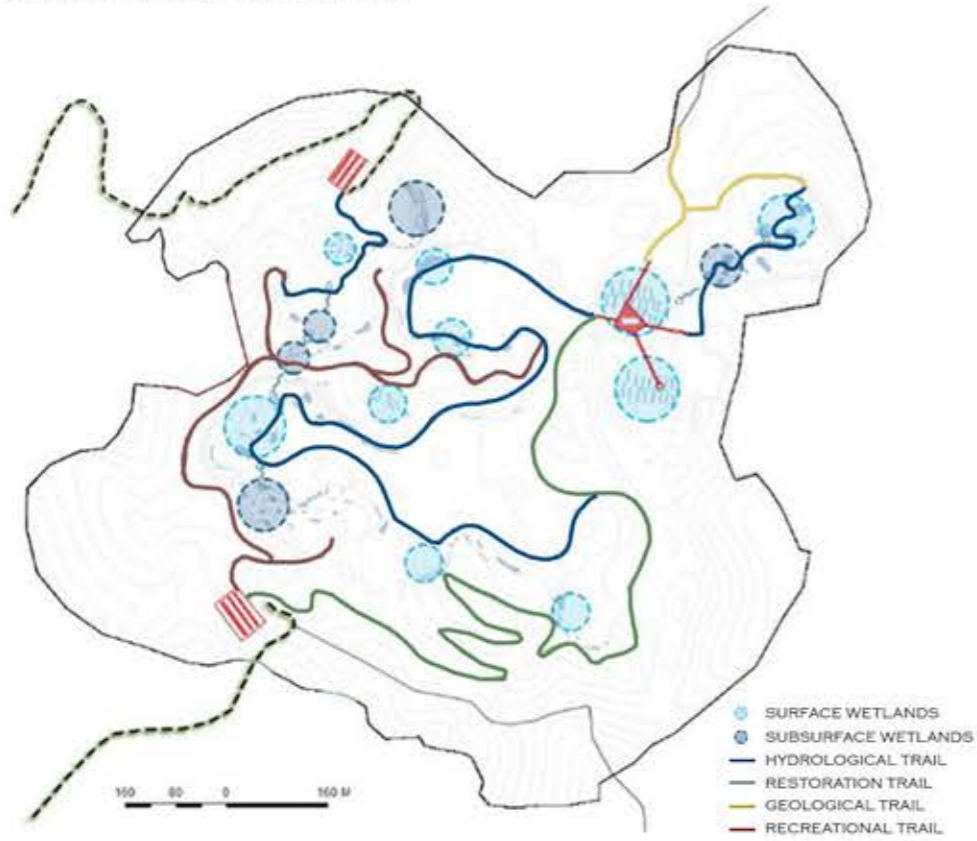 SURFACE WETLANDS
SUBSURFACE WETLANDS
HYDROLOGICAL TRAIL
RESTORATION TRAIL
GEOLOGICAL TRAIL
RECREATIONAL TRAIL
160 80 0 160 M